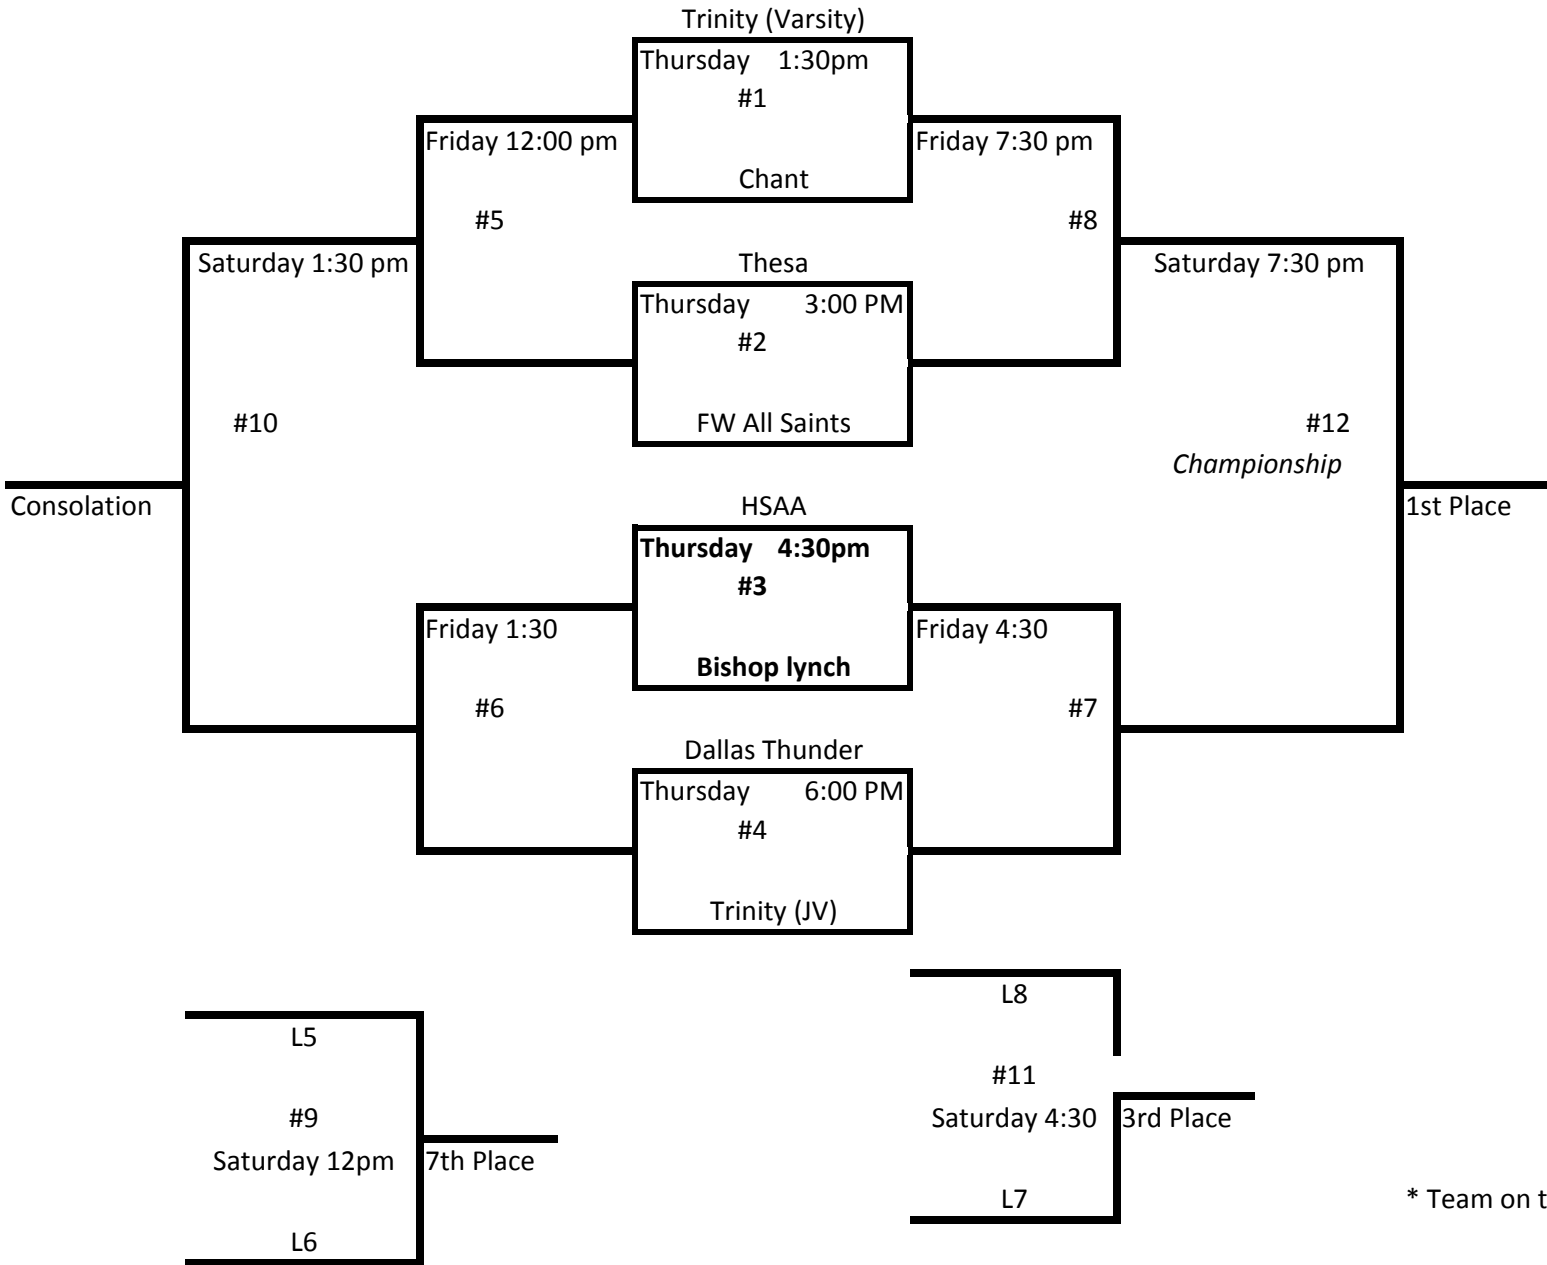 Trinity (Varsity)
Thursday 1:30pm
#1
Friday 12:00 pm
Friday 7:30 pm
Chant
#5
#8
Saturday 1:30 pm
Thesa
Saturday 7:30 pm
Thursday 3:00 PM
#2
#10
FW All Saints
#12
Championship
Consolation
HSAA
1st Place
Thursday 4:30pm
#3
Friday 1:30
Friday 4:30
Bishop lynch
#6
#7
Dallas Thunder
Thursday 6:00 PM
#4
Trinity (JV)
L8
L5
#11
#9
Saturday 4:30
3rd Place
Saturday 12pm
7th Place
L7
* Team on t
L6